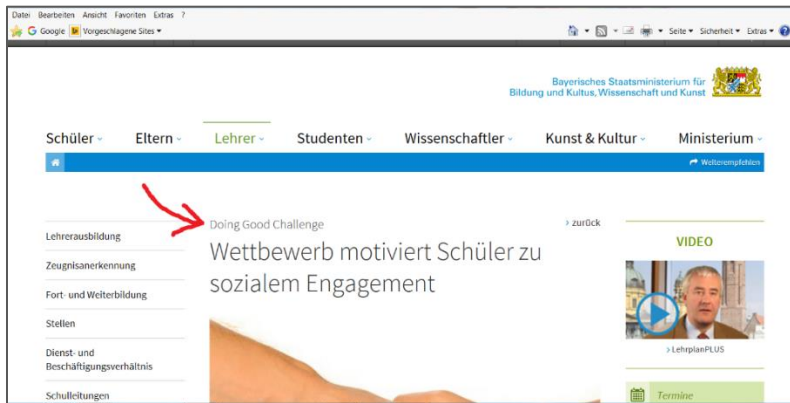 Datei Bearbeiten Ansicht Favoriten Extras ?
Google Vorgeschlagene Sites
Seite Sicherheit Extras
Bayerisches Staatsministerium für
Bildung und Kultus, Wissenschaft und Kunst
Schüler Eltern Lehrer Studenten Wissenschaftler Kunst & Kultur Ministerium
Weiterempfehlen
Lehrerausbildung
Zeugnisanerkennung
Fort- und Weiterbildung
Stellen
Dienst- und
Beschäftigungsverhältnis
Schulleitungen
Doing Good Challenge
› zurück
Wettbewerb motiviert Schüler zu
sozialem Engagement
VIDEO
› LehrplanPLUS
Termine